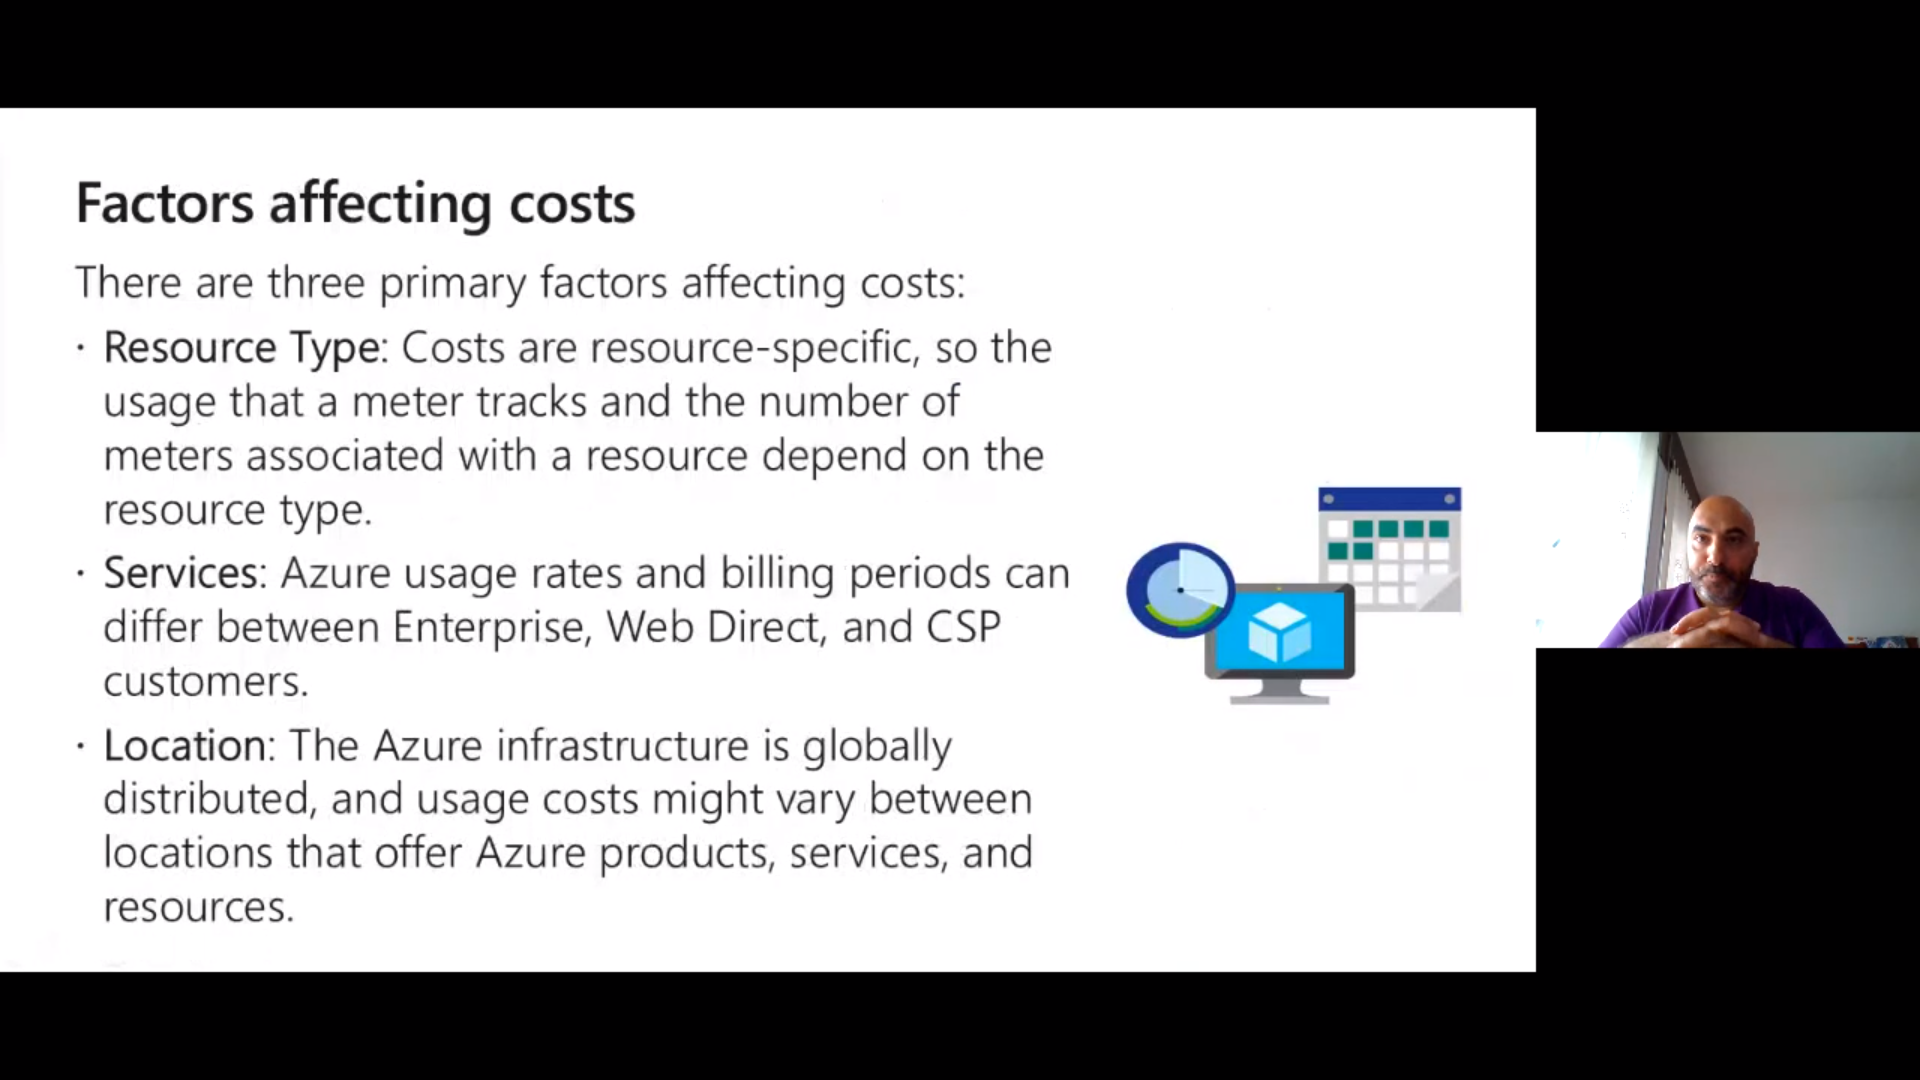 Factors affecting costs
There are three primary factors affecting costs:
· Resource Type: Costs are resource-specific, so the
usage that a meter tracks and the number of
meters associated with a resource depend on the
resource type.
· Services: Azure usage rates and billing periods can
differ between Enterprise, Web Direct, and CSP
customers.
· Location: The Azure infrastructure is globally
distributed, and usage costs might vary between
locations that offer Azure products, services, and
resources.